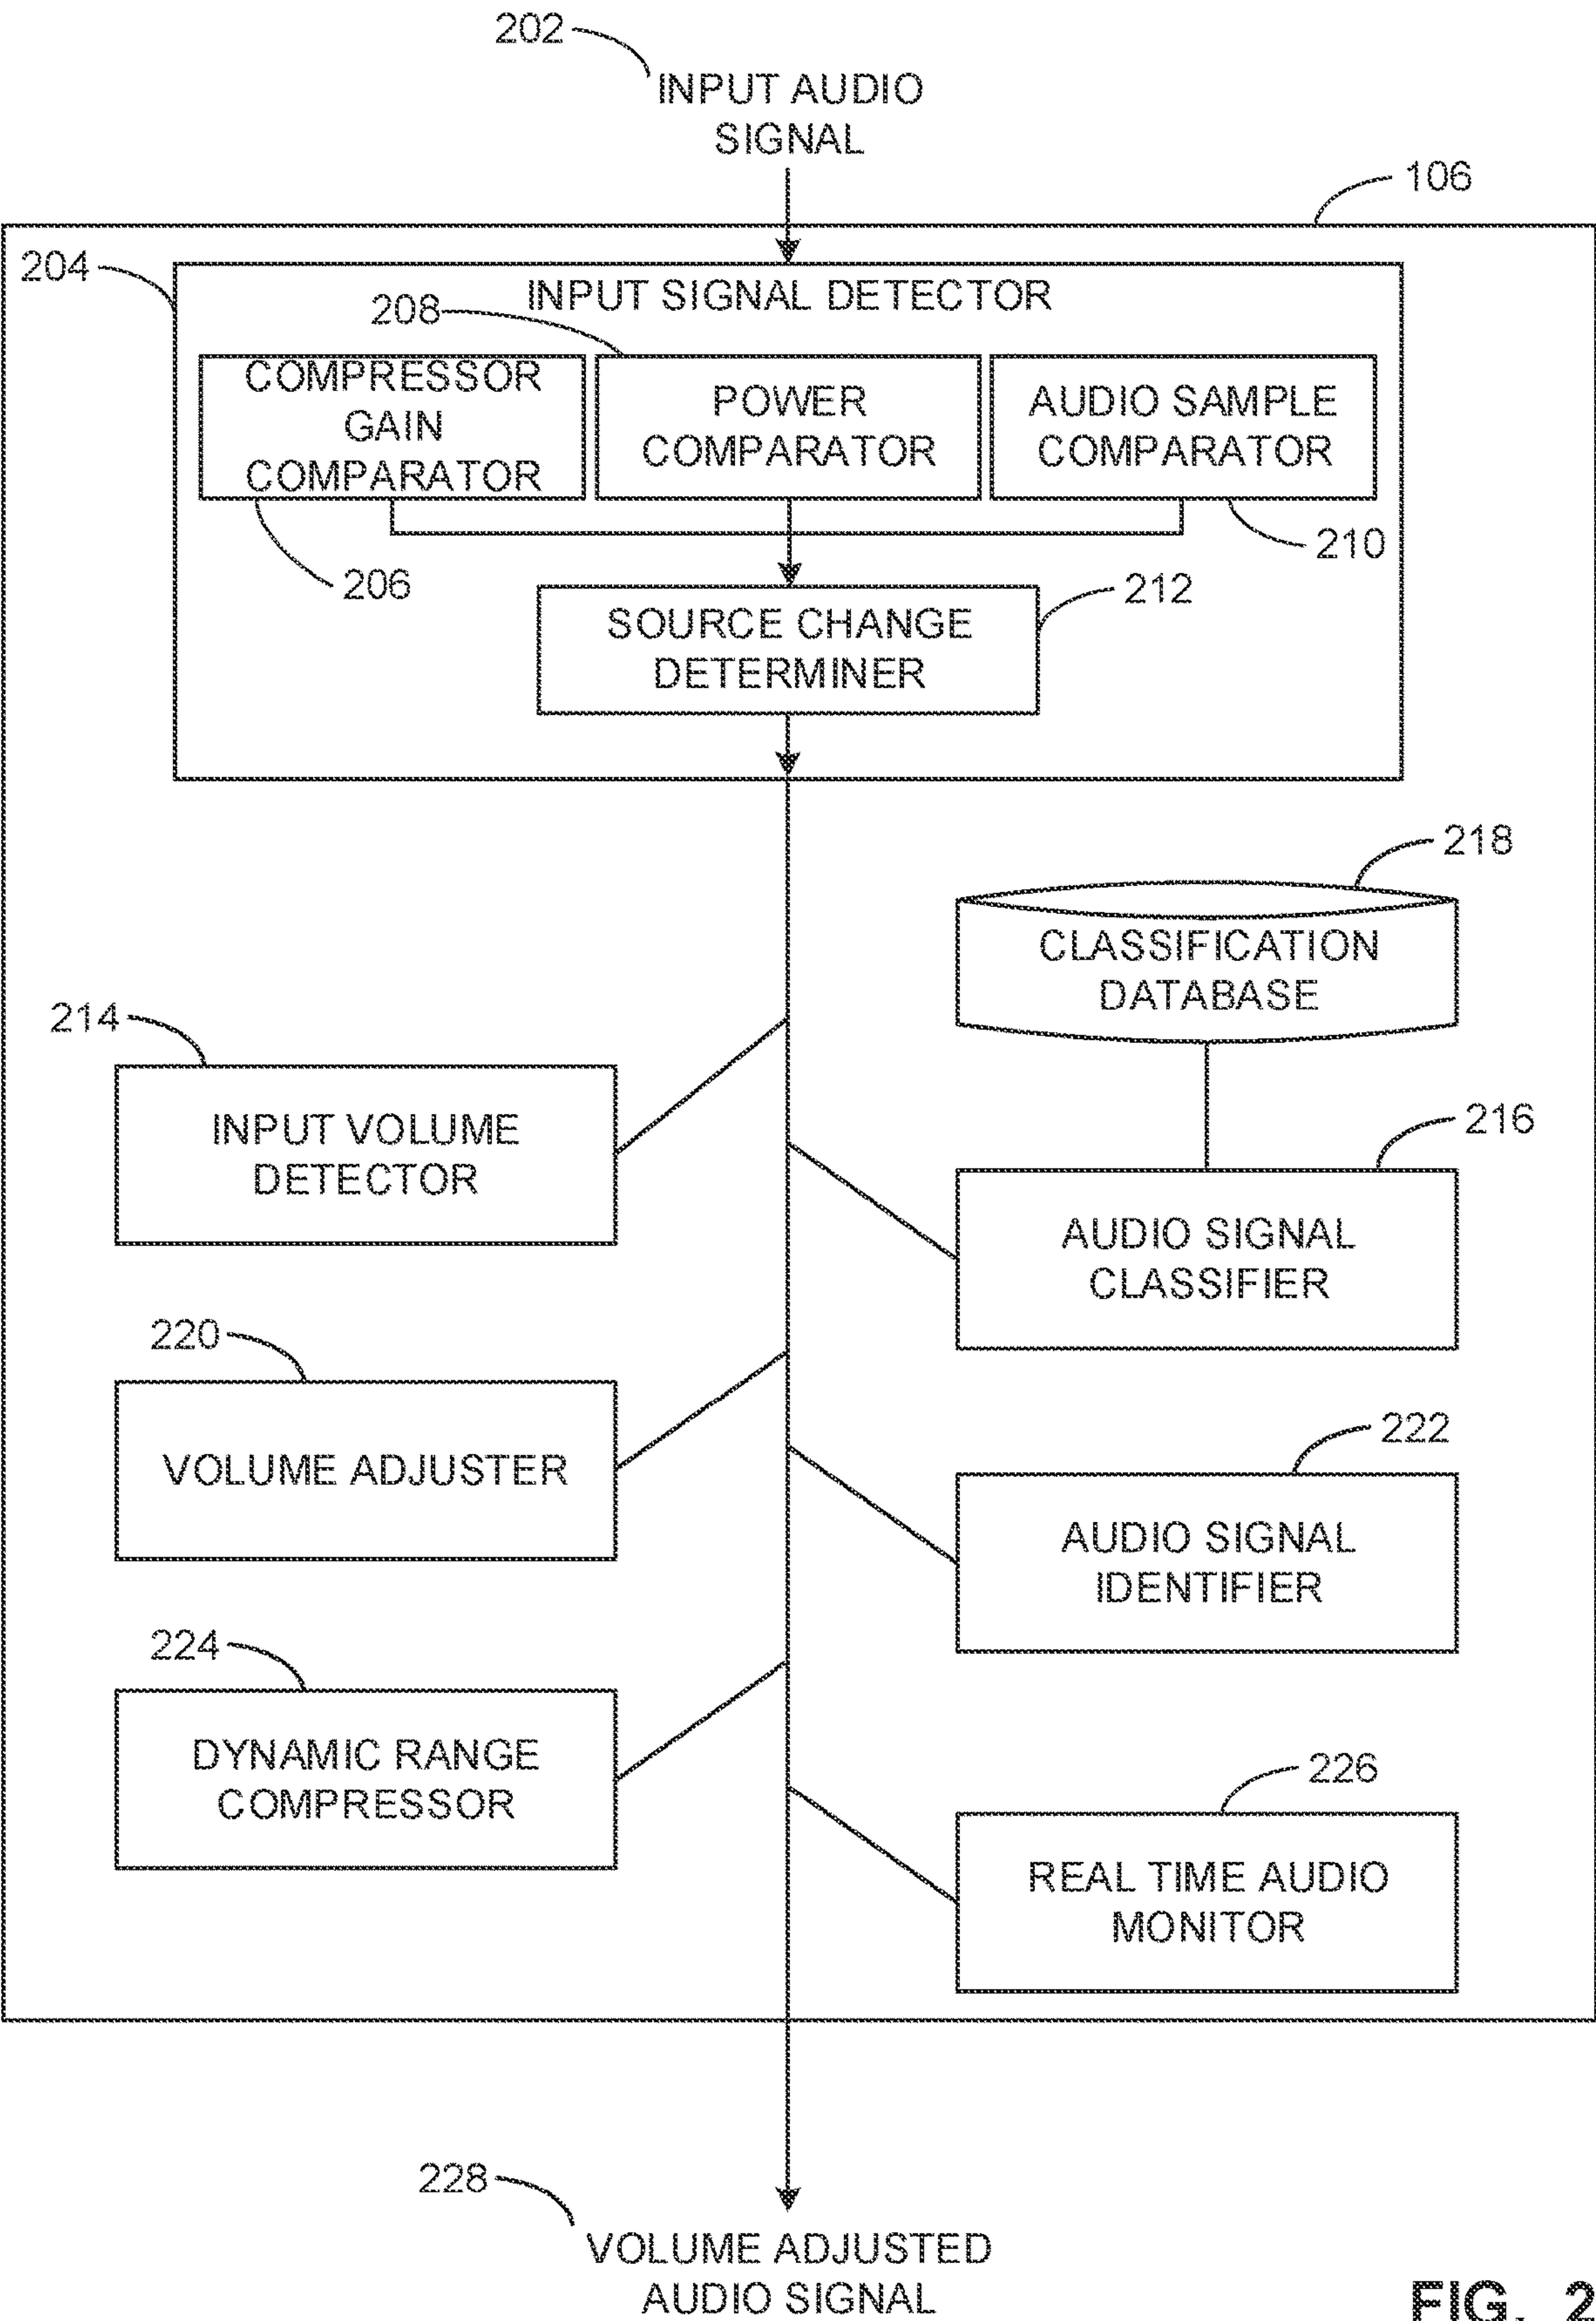 202
INPUT AUDIO
SIGNAL
106
204
INPUT SIGNAL DETECTOR
208
COMPRESSOR
GAIN
COMPARATOR
POWER
COMPARATOR
AUDIO SAMPLE
COMPARATOR
206
210
212
SOURCE CHANGE
DETERMINER
218
CLASSIFICATION
DATABASE
214
INPUT VOLUME
DETECTOR
216
AUDIO SIGNAL
CLASSIFIER
220
VOLUME ADJUSTER
222
AUDIO SIGNAL
IDENTIFIER
224
DYNAMIC RANGE
COMPRESSOR
226
REAL TIME AUDIO
MONITOR
228
VOLUME ADJUSTED
AUDIO SIGNAL
FIG. 2